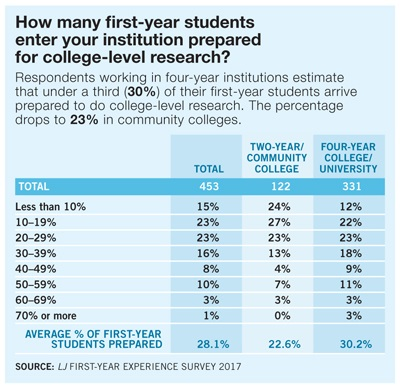 How many first-year students
enter your institution prepared
for college-level research?
Respondents working in four-year institutions estimate
that under a third (30%) of their first-year students arrive
prepared to do college-level research. The percentage
drops to 23% in community colleges.
TOTAL
TWO-YEAR/
COMMUNITY
COLLEGE
FOUR-YEAR
COLLEGE/
UNIVERSITY
TOTAL 453 122 331
Less than 10% 15% 24% 12%
10–19% 23% 27% 22%
20–29% 23% 23% 23%
30–39% 16% 13% 18%
40–49% 8% 4% 9%
50–59% 10% 7% 11%
60–69% 3% 3% 3%
70% or more 1% 0% 3%
AVERAGE % OF FIRST-YEAR
STUDENTS PREPARED 28.1% 22.6% 30.2%
SOURCE: LJ FIRST-YEAR EXPERIENCE SURVEY 2017